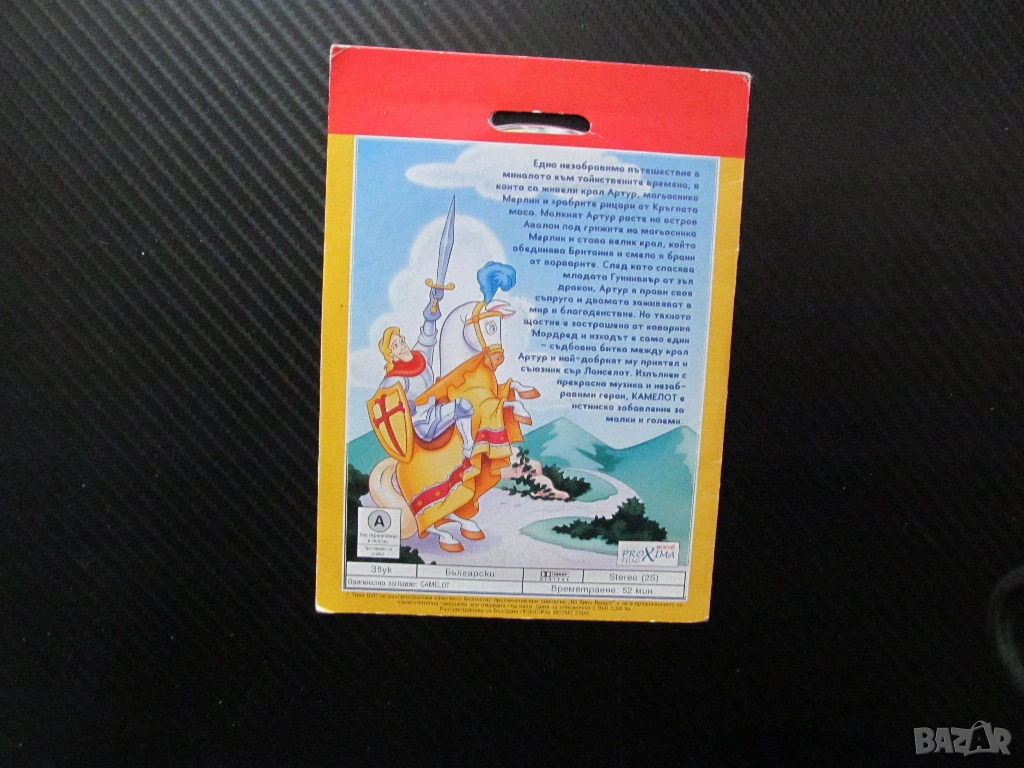 Едно незабравимо пътешествие в
миналото към тайнствените времена, в
които са живели крал Артур, магьосника
Мерлин и храбрите рицари от Кръглата
маса. Малкият Артур расте на остров
Авалон под грижите на магьосника
Мерлин и става велик крал, който
обединява Британия и смело я брани
от варварите. След като спасява
младата Гуинивиър от зъл
дракон, Артур я прави своя
съпруга и двамата заживяват в
мир и благоденствие. Но тяхното
щастие е застрашено от коварния
Мордред и изходът е само един
– съдбовна битка между крал
Артур и най-добрият му приятел и
съюзник сър Ланселот. Изпълнен с
прекрасна музика и незаб-
равими герои, КАМЕЛОТ е
истинско забавление за
малки и големи.
A
Без ограничение
PROXIMA
Звук Български DIGITAL Stereo (2S)
Оригинално заглавие: CAMELOT Времетраене: 52 мин.
BAZAR